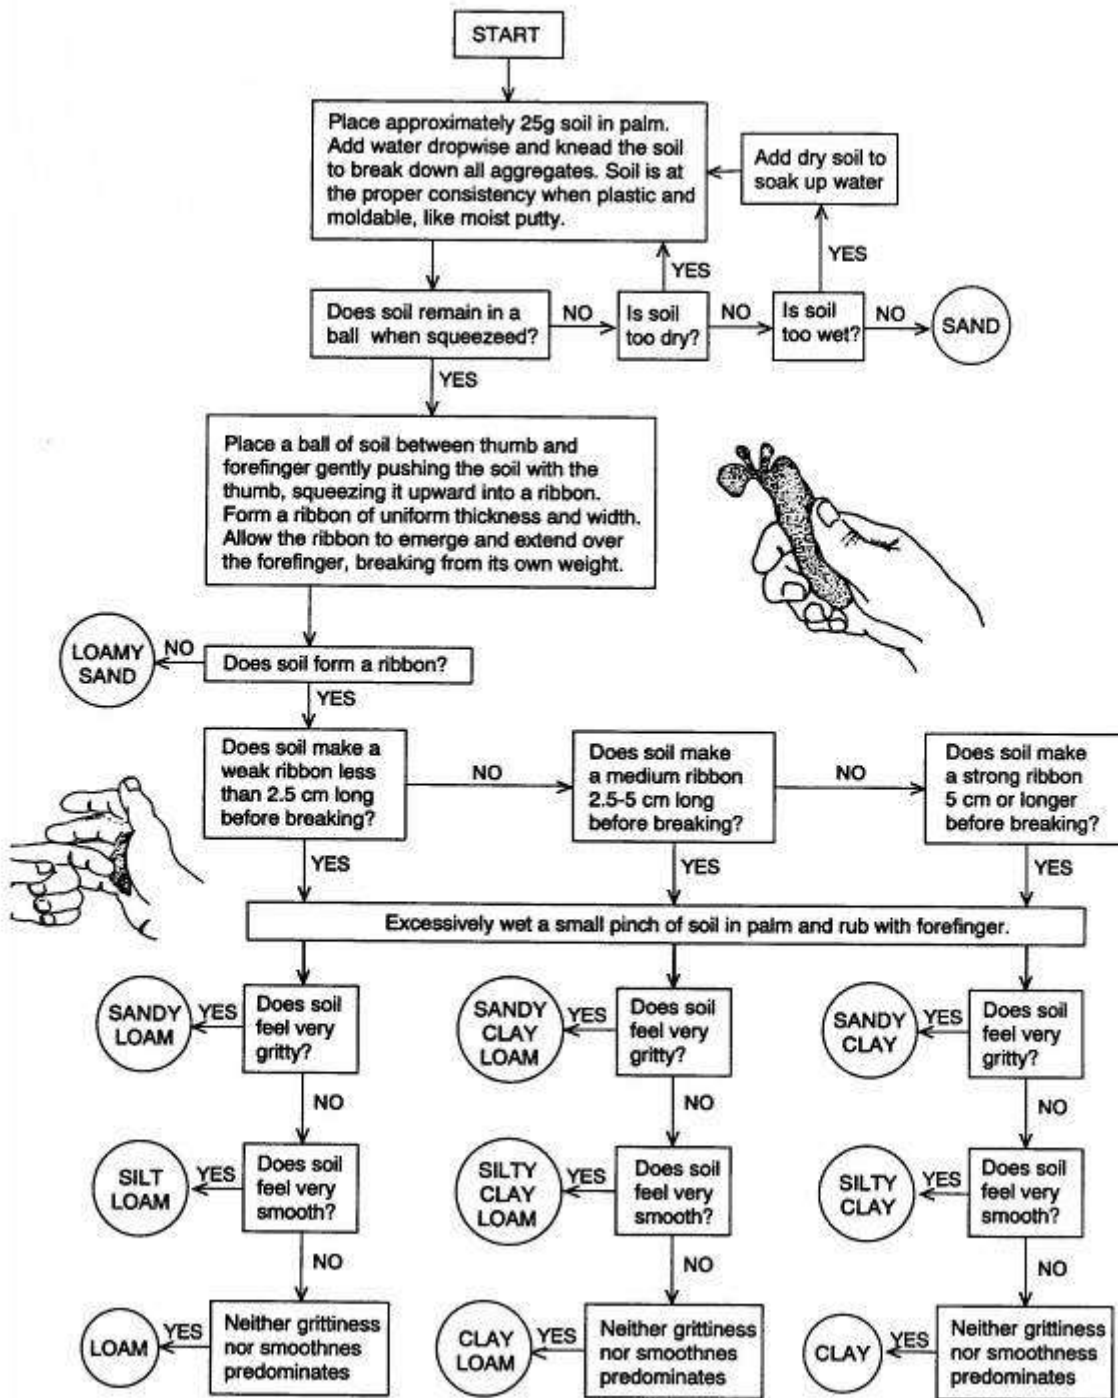 START
Place approximately 25g soil in palm.
Add water dropwise and knead the soil
to break down all aggregates. Soil is at
the proper consistency when plastic and
moldable, like moist putty.
Add dry soil to
soak up water
YES
YES
Does soil remain in a
ball when squeezeed?
NO
Is soil
too dry?
NO
Is soil
too wet?
NO
SAND
YES
Place a ball of soil between thumb and
forefinger gently pushing the soil with the
thumb, squeezing it upward into a ribbon.
Form a ribbon of uniform thickness and width.
Allow the ribbon to emerge and extend over
the forefinger, breaking from its own weight.
LOAMY
SAND
NO
Does soil form a ribbon?
YES
Does soil make a
weak ribbon less
than 2.5 cm long
before breaking?
NO
Does soil make
a medium ribbon
2.5-5 cm long
before breaking?
NO
Does soil make
a strong ribbon
5 cm or longer
before breaking?
YES
YES
YES
Excessively wet a small pinch of soil in palm and rub with forefinger.
SANDY
LOAM
YES
Does soil
feel very
gritty?
SANDY
CLAY
LOAM
YES
Does soil
feel very
gritty?
SANDY
CLAY
YES
Does soil
feel very
gritty?
NO
NO
NO
SILT
LOAM
YES
Does soil
feel very
smooth?
SILTY
CLAY
LOAM
YES
Does soil
feel very
smooth?
SILTY
CLAY
YES
Does soil
feel very
smooth?
NO
NO
NO
LOAM
YES
Neither grittiness
nor smoothnes
predominates
CLAY
LOAM
YES
Neither grittiness
nor smoothness
predominates
CLAY
YES
Neither grittiness
nor smoothness
predominates